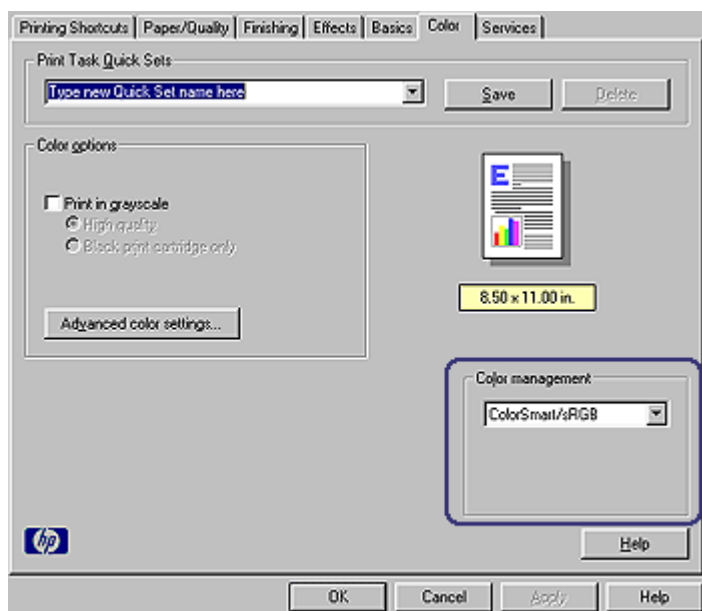 Printing Shortcuts Paper/Quality Finishing Effects Basics Color Services
Print Task Quick Sets
Type new Quick Set name here Save Delete
Color options
Print in grayscale
High quality
Black print cartridge only
E
8.50 x 11.00 in.
Advanced color settings...
Color management
ColorSmart/sRGB
hp
Help
OK Cancel Apply Help